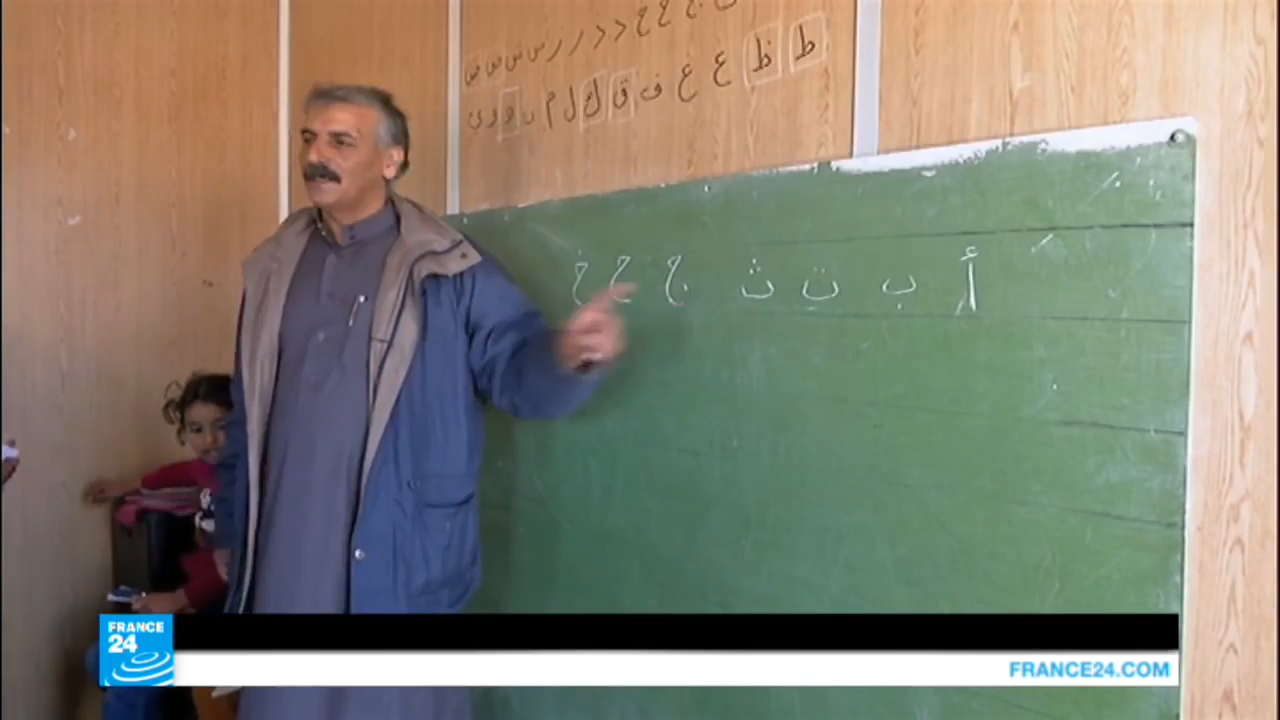 ط ظ ع غ ف ق ك ل م ن ه و ي
أ ب ت ث ج ح خ
FRANCE
24
FRANCE24.COM